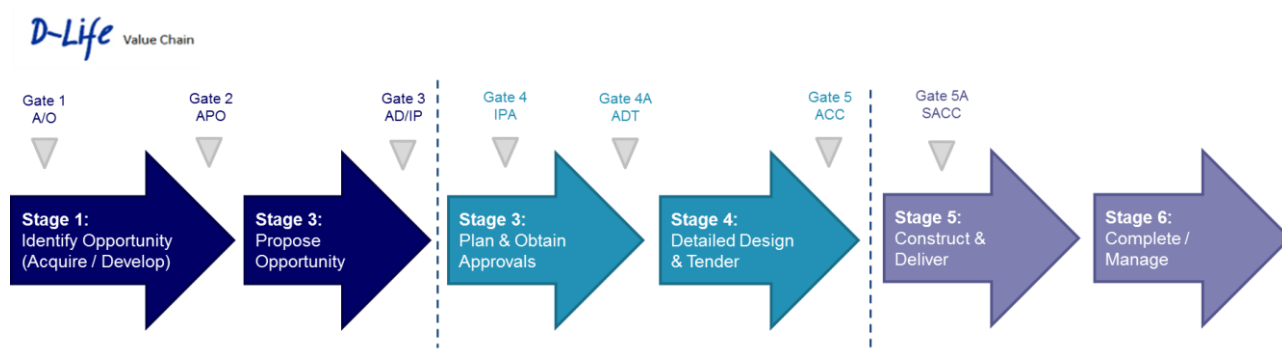 D-Life Value Chain
Gate 1
A/O
Gate 2
APO
Gate 3
AD/IP
Gate 4
IPA
Gate 4A
ADT
Gate 5
ACC
Gate 5A
SACC
Stage 1:
Identify Opportunity
(Acquire / Develop)
Stage 3:
Propose
Opportunity
Stage 3:
Plan & Obtain
Approvals
Stage 4:
Detailed Design
& Tender
Stage 5:
Construct &
Deliver
Stage 6:
Complete /
Manage